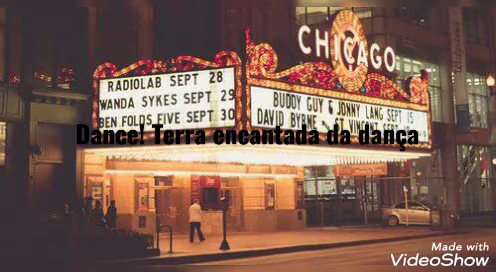 CHICAGO
RADIOLAB SEPT 28
WANDA SYKES SEPT 29
BEN FOLDS FIVE SEPT 30
BUDDY GUY & JONNY LANG SEPT 15
DAVID BYRNE
Dance! Terra encantada da dança
Made with
VideoShow